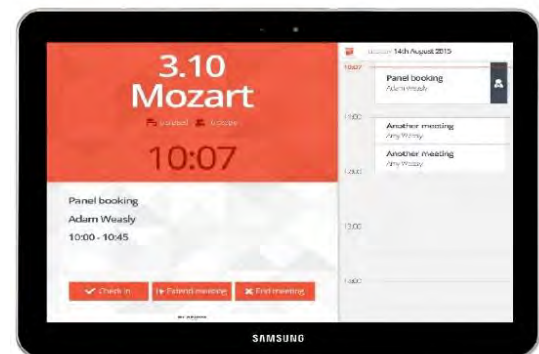 3.10
Mozart
10:07
Panel booking
Adam Weasly
10:00 - 10:45
Check in
Extend meeting
End meeting
14th August 2015
10:07
Panel booking
Adam Weasly
11:00
Another meeting
Amy Weasly
Another meeting
Amy Weasly
12:00
13:00
SAMSUNG